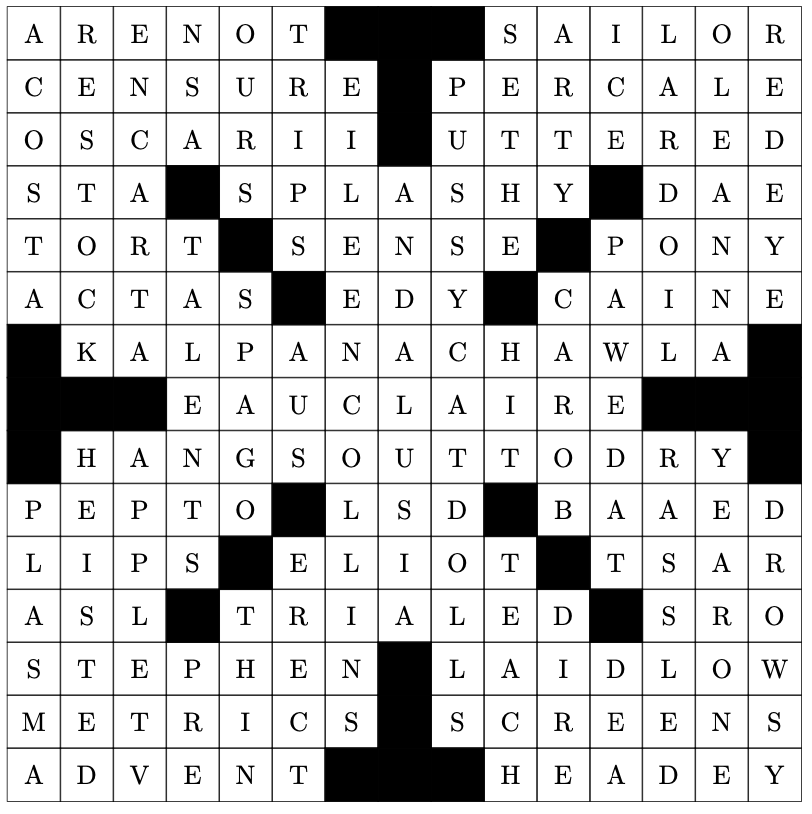 A R E N O T S A I L O R
C E N S U R E P E R C A L E
O S C A R I I U T T E R E D
S T A S P L A S H Y D A E
T O R T S E N S E P O N Y
A C T A S E D Y C A I N E
K A L P A N A C H A W L A
E A U C L A I R E
H A N G S O U T T O D R Y
P E P T O L S D B A A E D
L I P S E L I O T T S A R
A S L T R I A L E D S R O
S T E P H E N L A I D L O W
M E T R I C S S C R E E N S
A D V E N T H E A D E Y